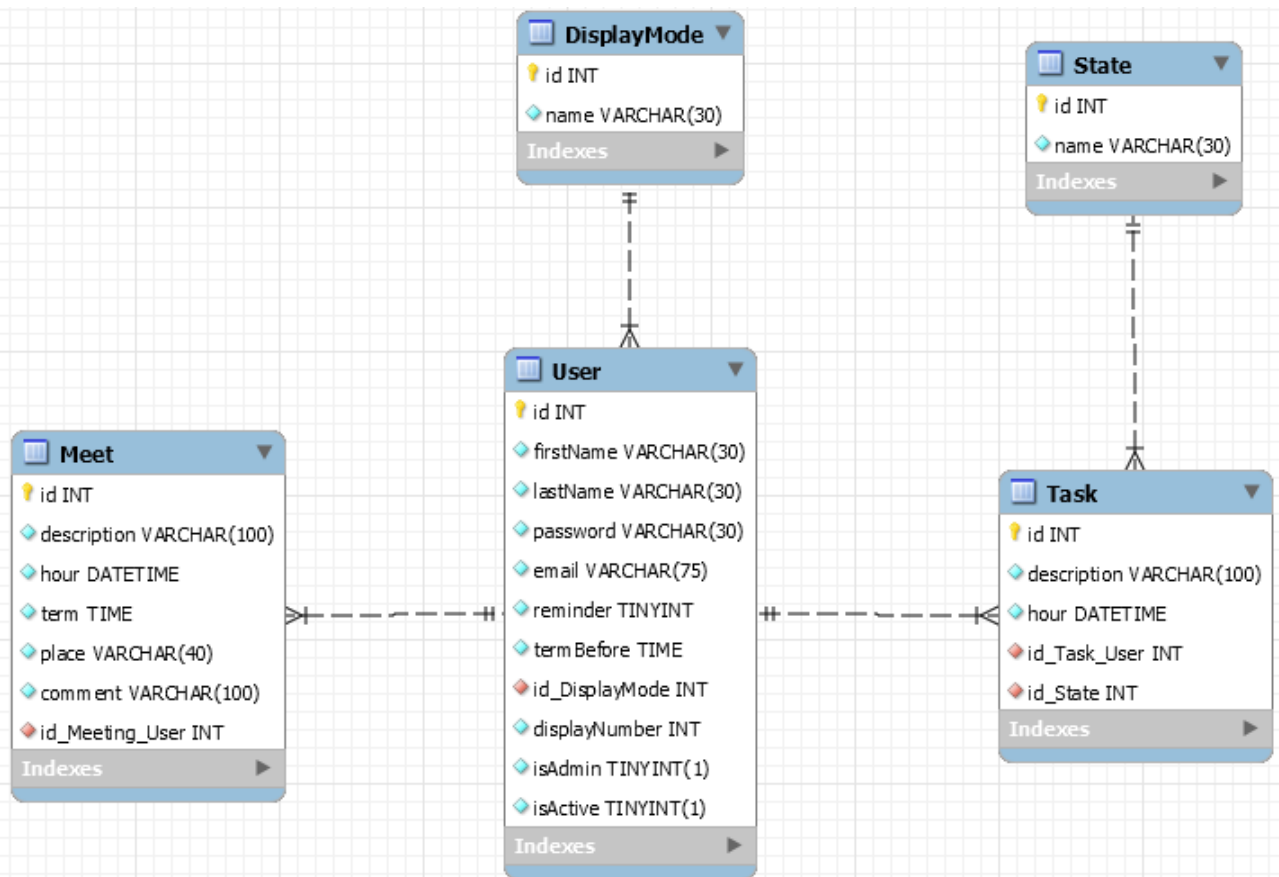 DisplayMode
id INT
name VARCHAR(30)
Indexes
State
id INT
name VARCHAR(30)
Indexes
User
id INT
firstName VARCHAR(30)
lastName VARCHAR(30)
password VARCHAR(30)
email VARCHAR(75)
reminder TINYINT
termBefore TIME
id_DisplayMode INT
displayNumber INT
isAdmin TINYINT(1)
isActive TINYINT(1)
Indexes
Meet
id INT
description VARCHAR(100)
hour DATETIME
term TIME
place VARCHAR(40)
comment VARCHAR(100)
id_Meeting_User INT
Indexes
Task
id INT
description VARCHAR(100)
hour DATETIME
id_Task_User INT
id_State INT
Indexes